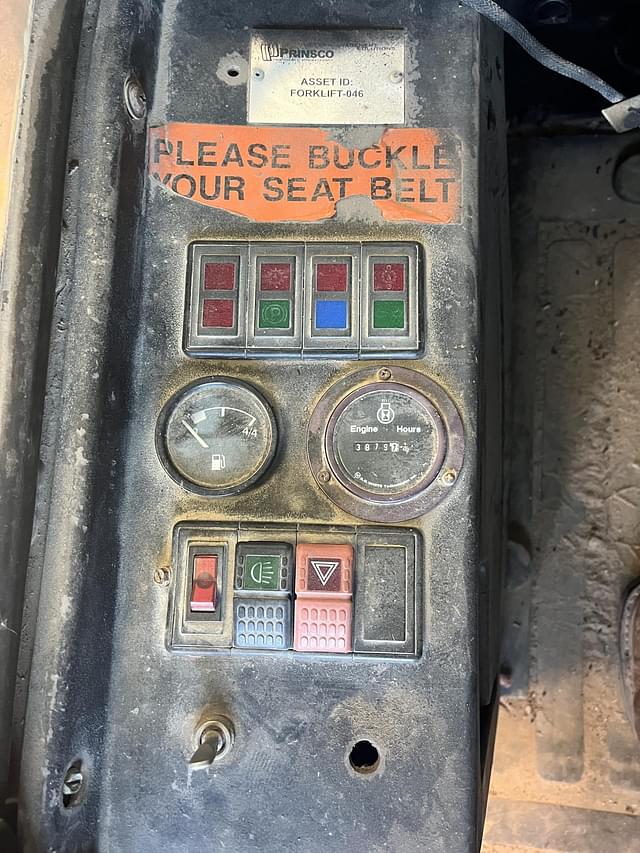 PRINSCO
ASSET ID:
FORKLIFT-046
PLEASE BUCKLE
YOUR SEAT BELT
P
4/4
Engine Hours